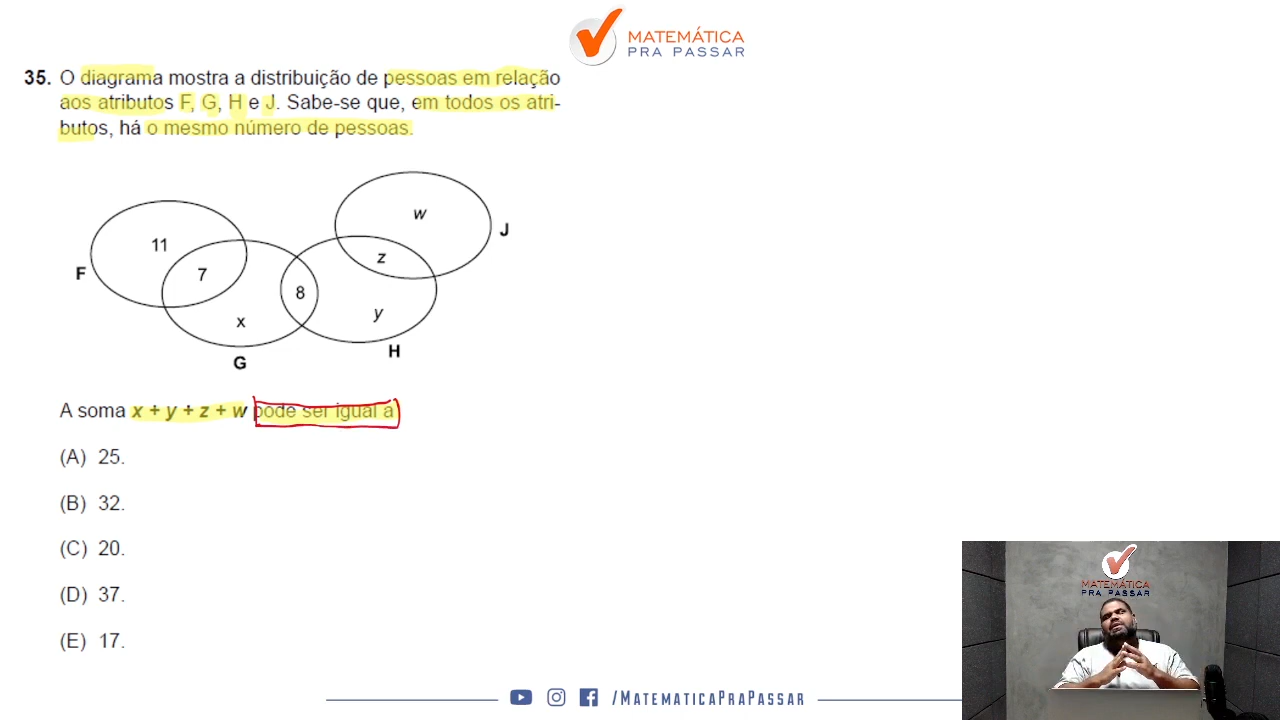 MATEMÁTICA
PRA PASSAR
35. O diagrama mostra a distribuição de pessoas em relação
aos atributos F, G, H e J. Sabe-se que, em todos os atri-
butos, há o mesmo número de pessoas.
w
J
11
z
F
7
8
x
y
H
G
A soma x + y + z + w pode ser igual a
(A) 25.
(B) 32.
(C) 20.
(D) 37.
(E) 17.
MATEMÁTICA
PRA PASSAR
/MATEMATICAPRAPASSAR